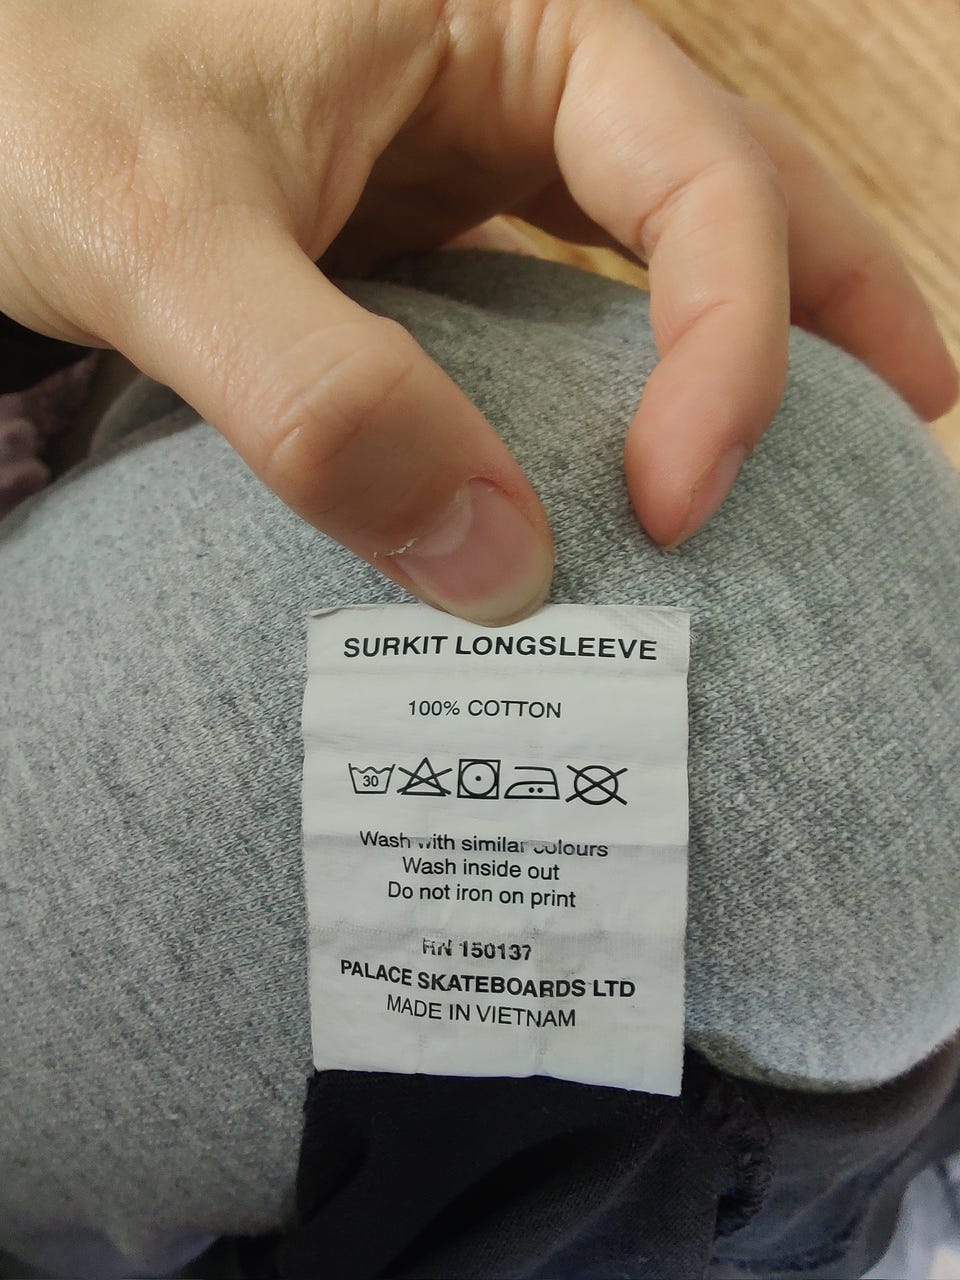 SURKIT LONGSLEEVE
100% COTTON
30
Wash with similar colours
Wash inside out
Do not iron on print
RN 150137
PALACE SKATEBOARDS LTD
MADE IN VIETNAM